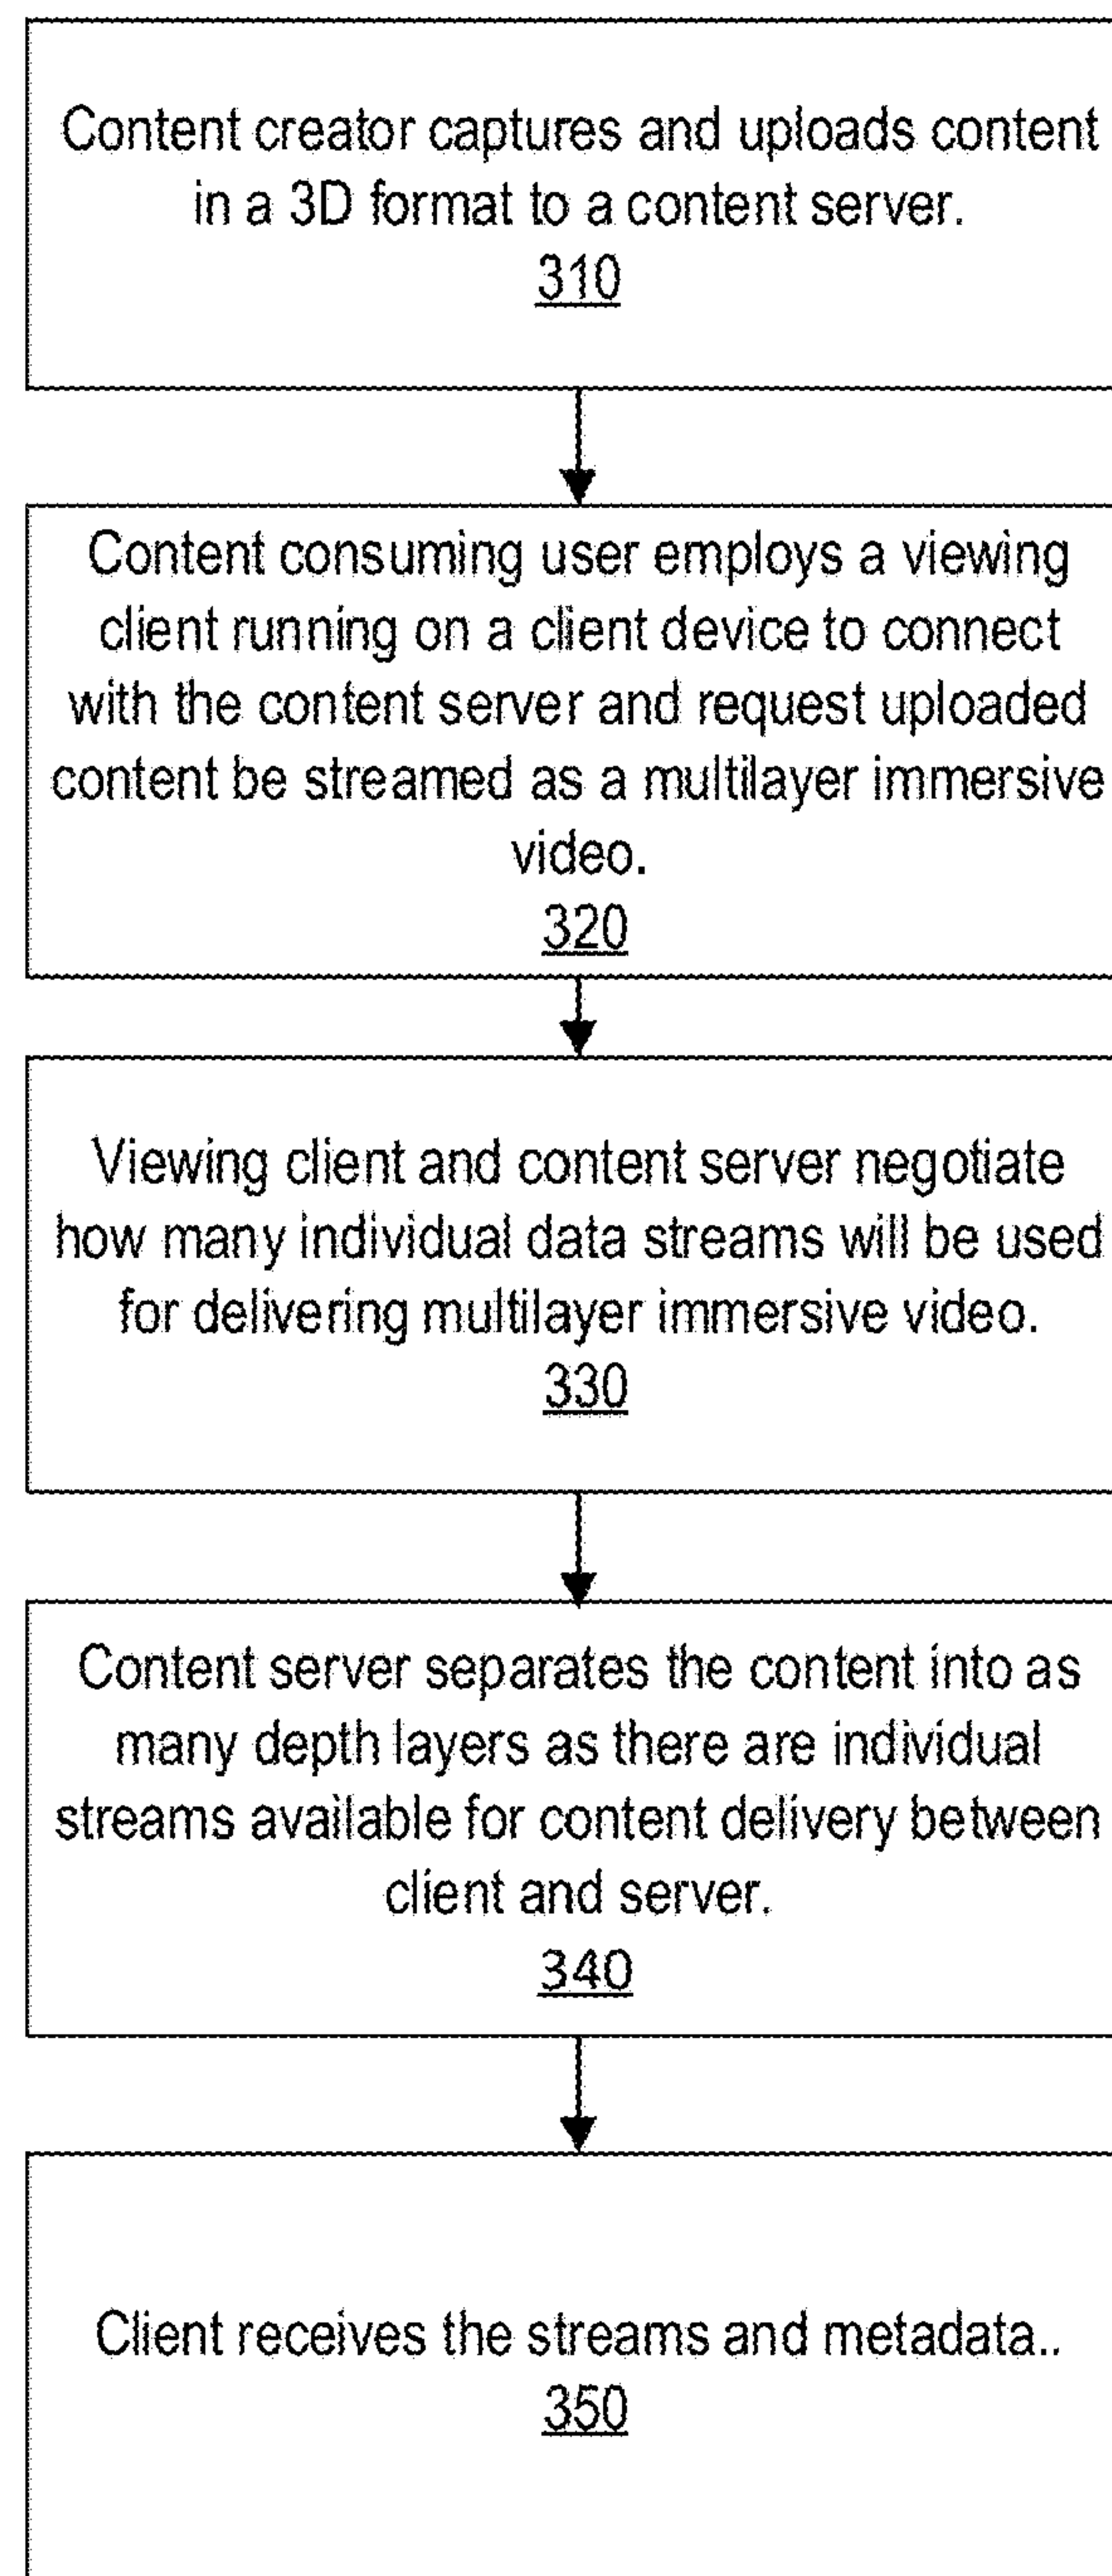 Content creator captures and uploads content
in a 3D format to a content server.
310
Content consuming user employs a viewing
client running on a client device to connect
with the content server and request uploaded
content be streamed as a multilayer immersive
video.
320
Viewing client and content server negotiate
how many individual data streams will be used
for delivering multilayer immersive video.
330
Content server separates the content into as
many depth layers as there are individual
streams available for content delivery between
client and server.
340
Client receives the streams and metadata..
350